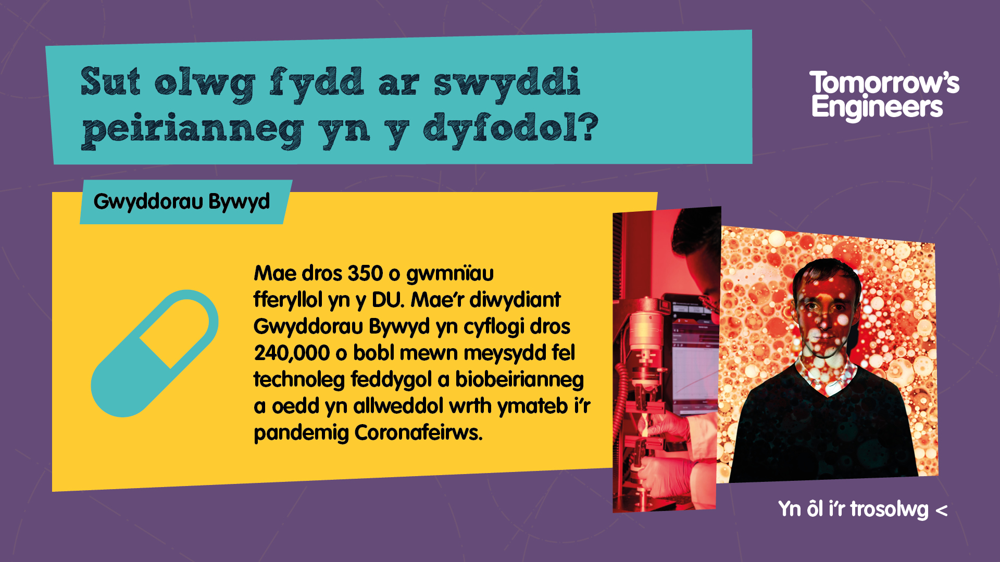 Sut olwg fydd ar swyddi
peirianneg yn y dyfodol?
Tomorrow's
Engineers
Gwyddorau Bywyd
Mae dros 350 o gwmnïau
fferyllol yn y DU. Mae'r diwydiant
Gwyddorau Bywyd yn cyflogi dros
240,000 o bobl mewn meysydd fel
technoleg feddygol a biobeirianneg
a oedd yn allweddol wrth ymateb i'r
pandemig Coronafeirws.
Yn ôl i'r trosolwg <